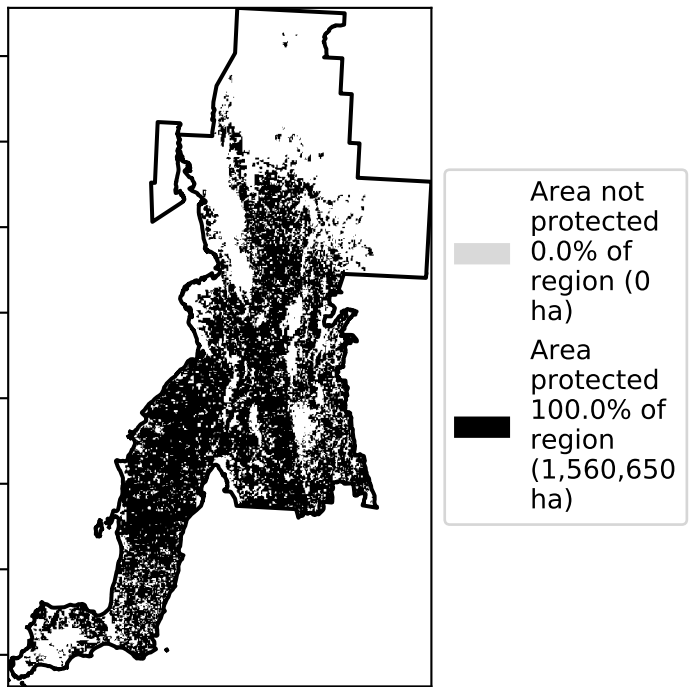 Area not
protected
0.0% of
region (0
ha)
Area
protected
100.0% of
region
(1,560,650
ha)